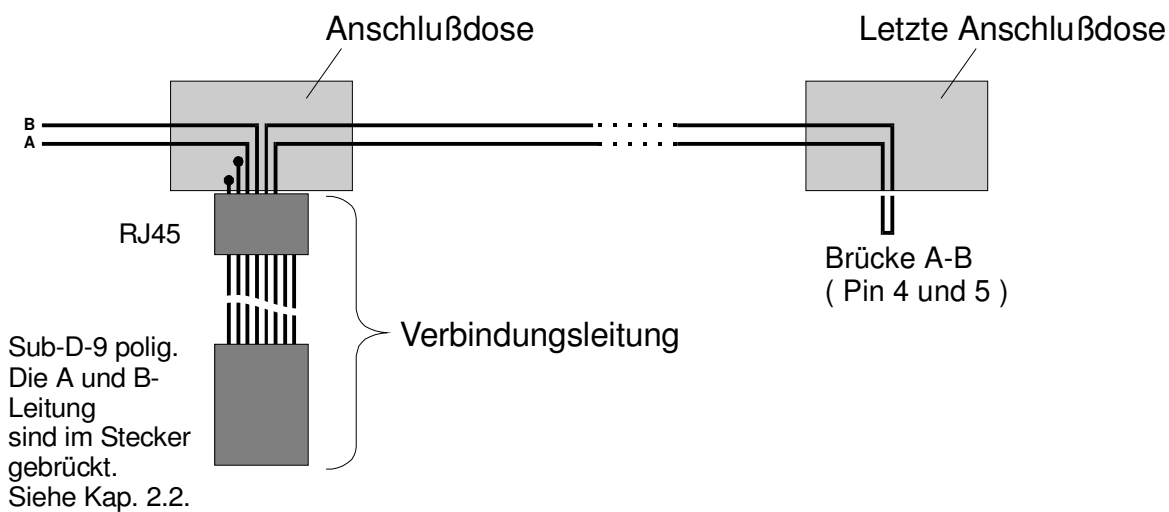 Anschlußdose
Letzte Anschlußdose
B
A
RJ45
Brücke A-B
( Pin 4 und 5 )
Verbindungsleitung
Sub-D-9 polig.
Die A und B-
Leitung
sind im Stecker
gebrückt.
Siehe Kap. 2.2.